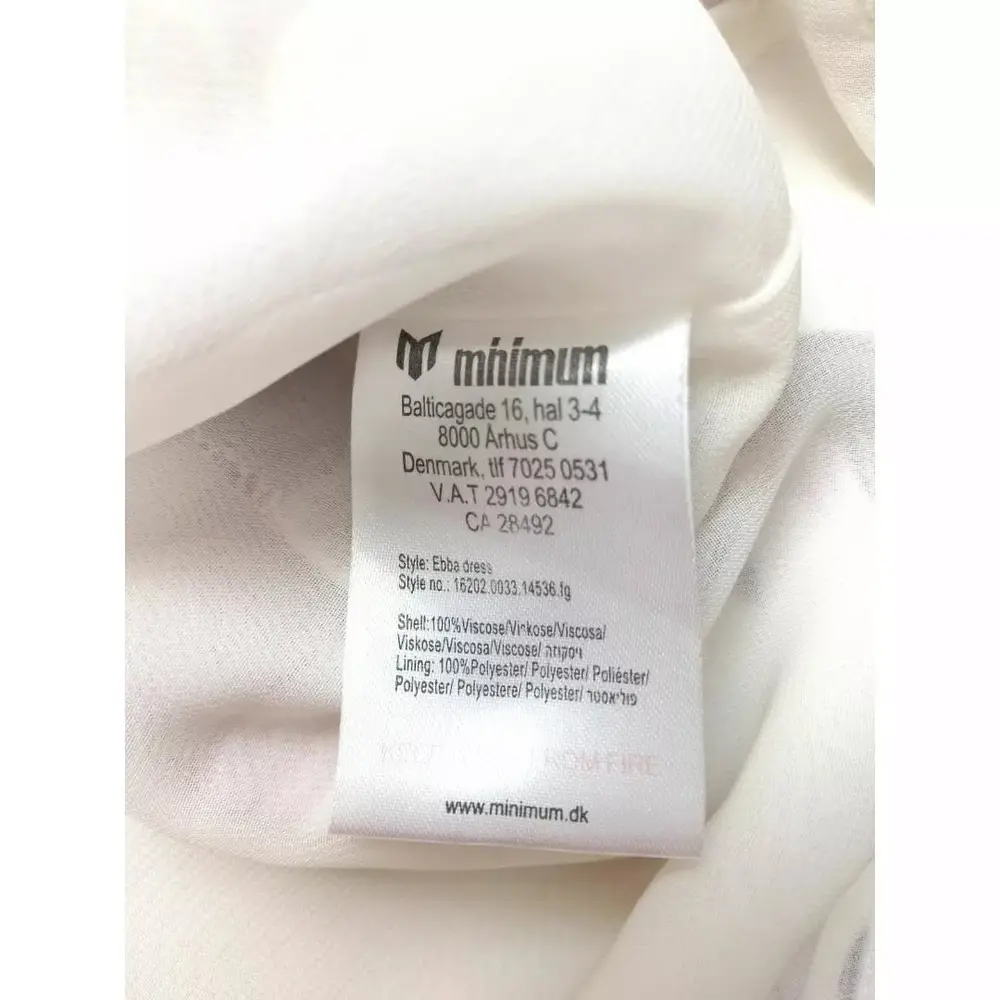 minimum
Balticagade 16, hal 3-4
8000 Århus C
Denmark, tlf 7025 0531
V.A.T 2919 6842
CA 28492
Style: Ebba dress
Style no.: 16202.0033.14536.fg
Shell:100%Viscose/Viskose/Viscosa/
Viskose/Viscosa/Viscose/ ויסקוזה
Lining: 100%Polyester/ Polyester/ Poliéster/
Polyester/ Polyestere/ Polyester/ פוליאסטר
FROM FIRE
www.minimum.dk